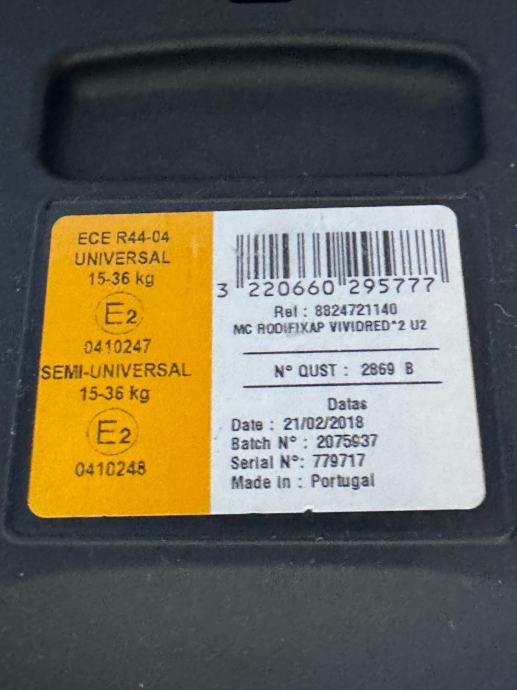 ECE R44-04
UNIVERSAL
15-36 kg
E2
0410247
SEMI-UNIVERSAL
15-36 kg
E2
0410248
3 220660 295777
Ref : 8824721140
MC RODIFIXAP VIVIDRED*2 U2
N° QUST : 2869 B
Datas
Date : 21/02/2018
Batch N° : 2075937
Serial N°: 779717
Made in : Portugal